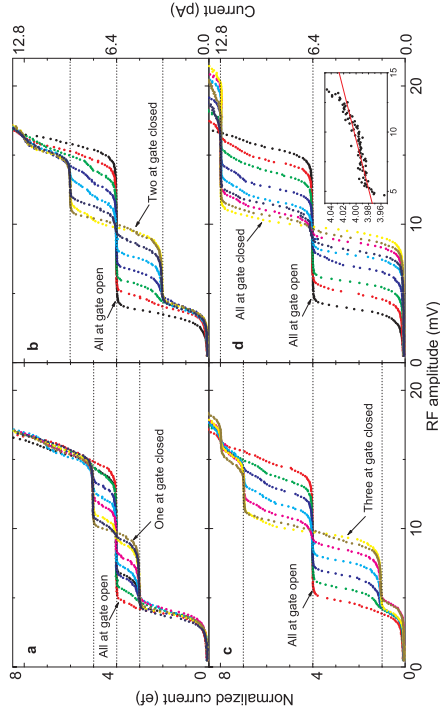 Normalized current (ef)
Current (pA)
RF amplitude (mV)
a
8
4
0
All at gate open
One at gate closed
b
12.8
6.4
0.0
All at gate open
Two at gate closed
c
8
4
0
0
10
20
All at gate open
Three at gate closed
d
12.8
6.4
0.0
10
20
All at gate closed
All at gate open
4.04
4.02
4.00
3.98
3.96
5
10
15